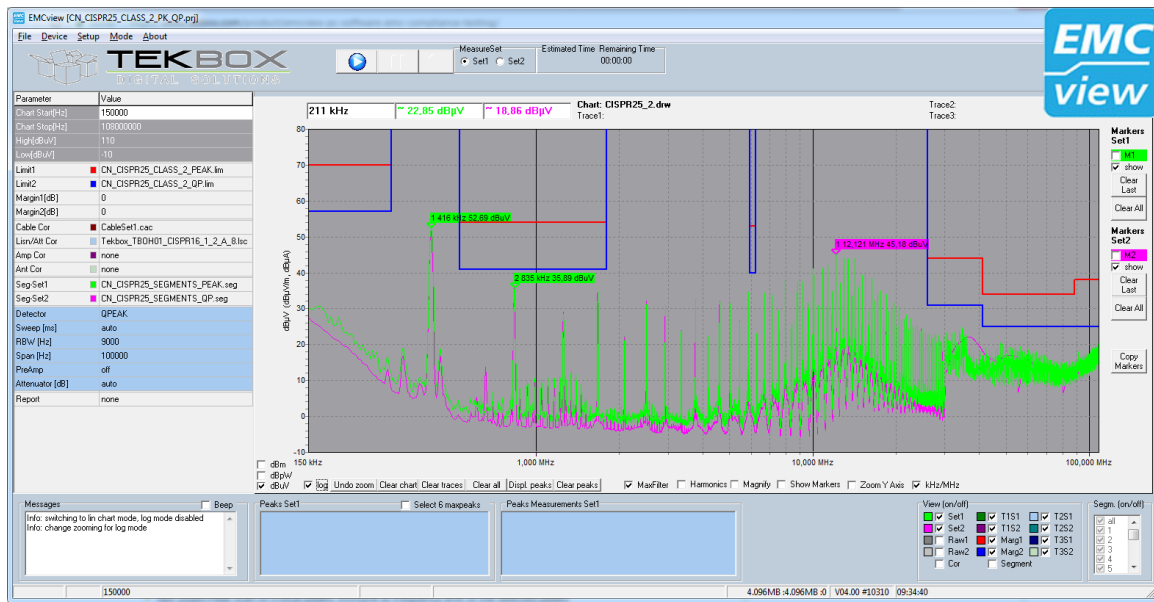 EMCview [CN_CISPR25_CLASS_2_PK_QP.prj]
File Device Setup Mode About
TEKBOX
DIGITAL SOLUTIONS
MeasureSet
Set1 Set2
Estimated Time Remaining Time
00:00:00
EMC
view
Parameter Value
Chart Start[Hz] 150000
Chart Stop[Hz] 108000000
High[dBuV] 110
Low[dBuV] -10
Limit1 CN_CISPR25_CLASS_2_PEAK.lim
Limit2 CN_CISPR25_CLASS_2_QP.lim
Margin1[dB] 0
Margin2[dB] 0
Cable Cor CableSet1.cac
Lisn/Att Cor Tekbox_TBOH01_CISPR16_1_2_A_8.lsc
Amp Cor none
Ant Cor none
Seg-Set1 CN_CISPR25_SEGMENTS_PEAK.seg
Seg-Set2 CN_CISPR25_SEGMENTS_QP.seg
Detector QPEAK
Sweep [ms] auto
RBW [Hz] 9000
Span [Hz] 100000
PreAmp off
Attenuator [dB] auto
Report none
211 kHz ~ 22,85 dBµV ~ 18,86 dBµV
Chart: CISPR25_2.drw
Trace1:
Trace2:
Trace3:
dBµV (dBµV/m, dBµA)
80
70
60
50
40
30
20
10
0
-10
1 416 kHz 52,69 dBuV
2 835 kHz 35,89 dBuV
1 12,121 MHz 45,18 dBuV
150 kHz 1,000 MHz 10,000 MHz 100,000 MHz
Markers
Set1
M1
show
Clear
Last
Clear All
Markers
Set2
M2
show
Clear
Last
Clear All
Copy
Markers
dBm
dBpW
dBuV
log Undo zoom Clear chart Clear traces Clear all Displ. peaks Clear peaks MaxFilter Harmonics Magnify Show Markers Zoom Y Axis kHz/MHz
Messages Beep
Info: switching to lin chart mode, log mode disabled
Info: change zooming for log mode
Peaks Set1 Select 6 maxpeaks
Peaks Measurements Set1
View (on/off)
Set1 T1S1 T2S1
Set2 T1S2 T2S2
Raw1 Marg1 T3S1
Raw2 Marg2 T3S2
Cor Segment
Segm. (on/off)
all
1
2
3
4
5
150000 4.096MB :4.096MB :0 V04.00 #10310 09:34:40